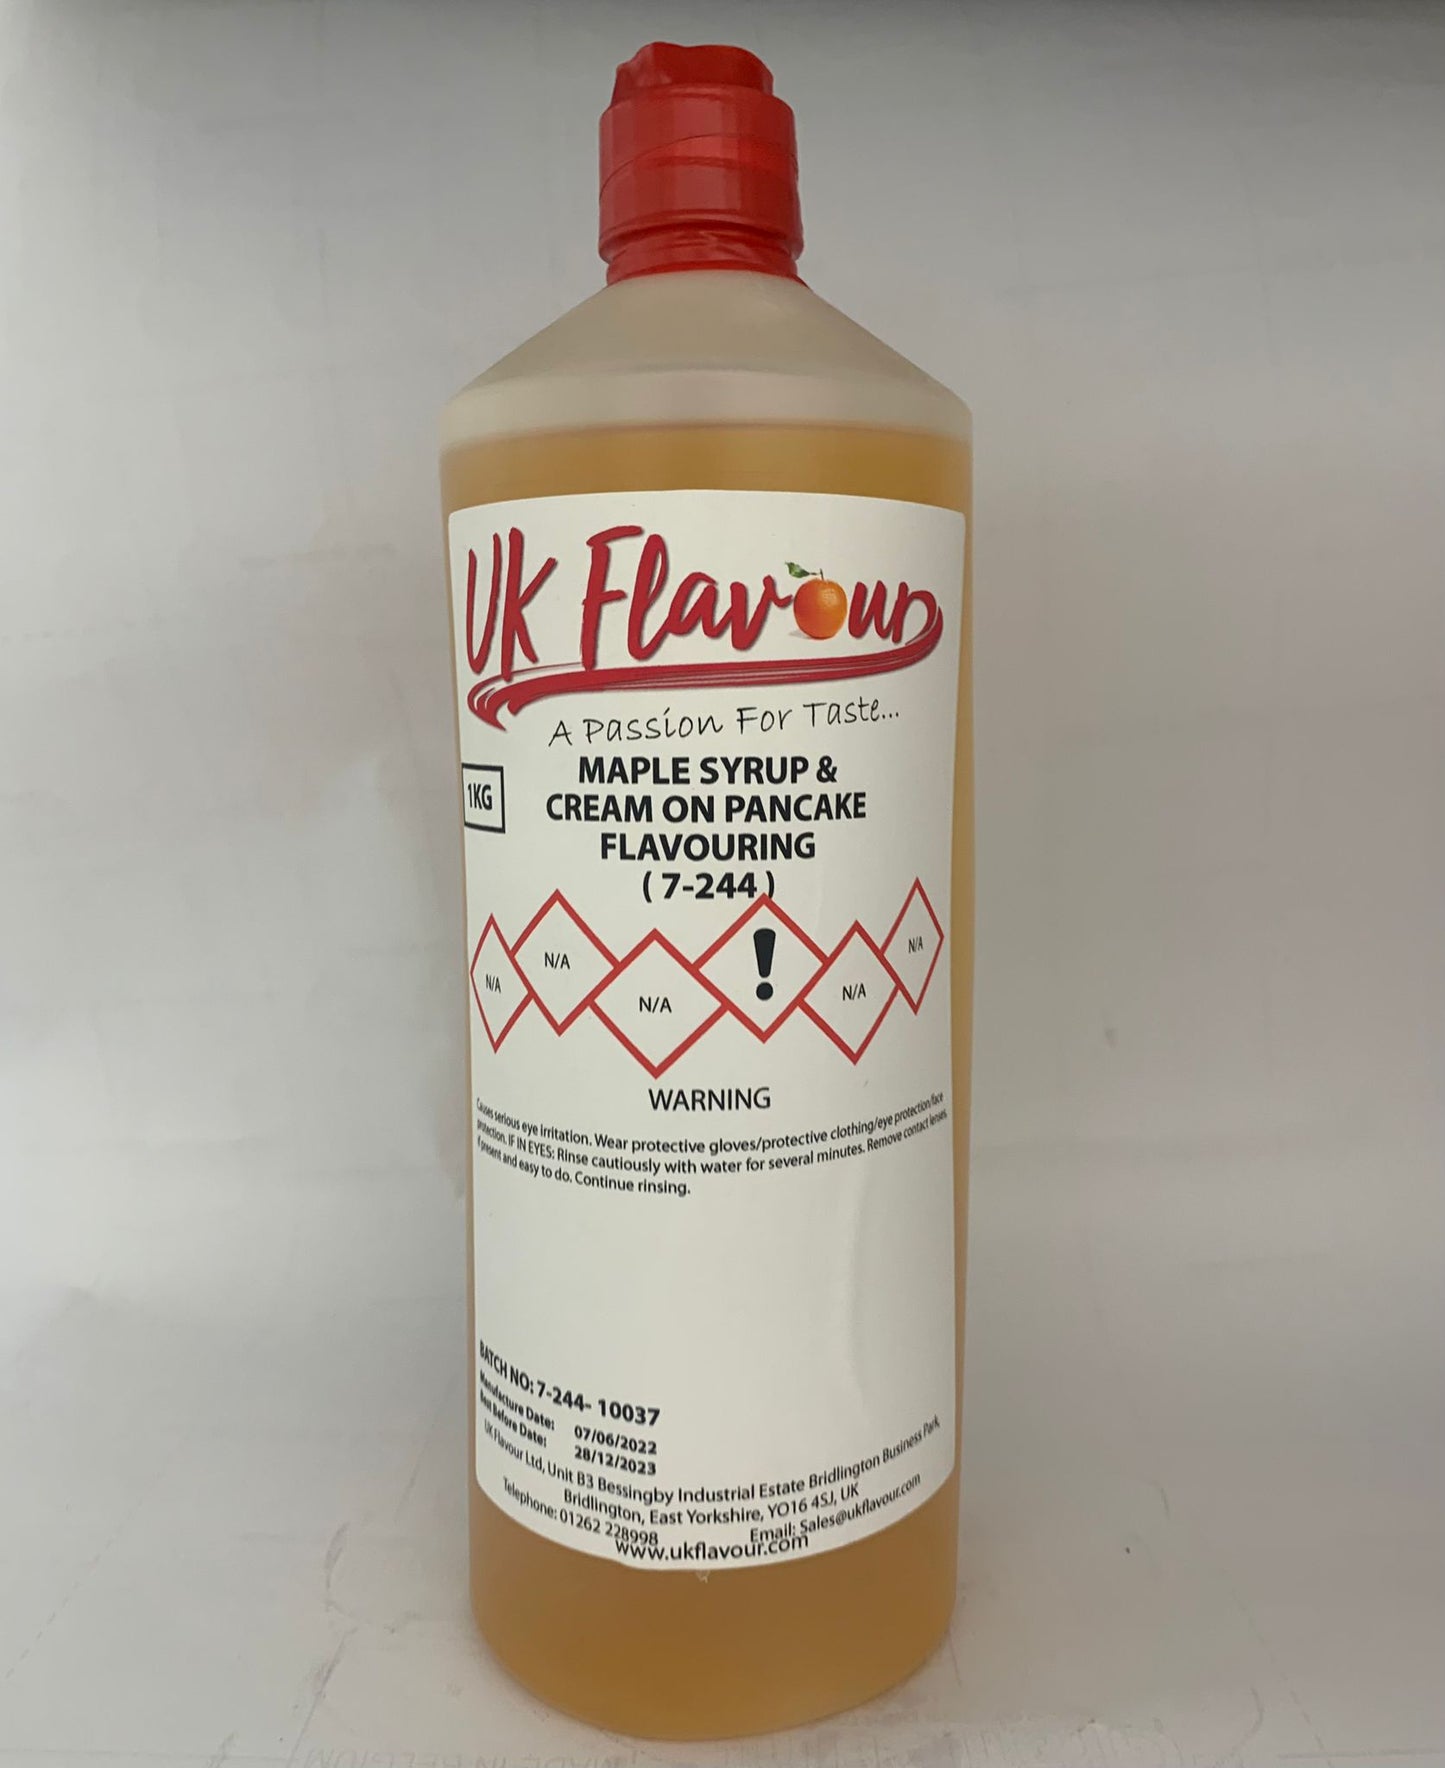 UK Flavour
A Passion For Taste...
1KG
MAPLE SYRUP &
CREAM ON PANCAKE
FLAVOURING
( 7-244 )
N/A
N/A
N/A
!
N/A
N/A
WARNING
Causes serious eye irritation. Wear protective gloves/protective clothing/eye protection/face
protection. IF IN EYES: Rinse cautiously with water for several minutes. Remove contact lenses,
if present and easy to do. Continue rinsing.
BATCH NO: 7-244- 10037
Manufacture Date: 07/06/2022
Best Before Date: 28/12/2023
UK Flavour Ltd, Unit B3 Bessingby Industrial Estate Bridlington Business Park,
Bridlington, East Yorkshire, YO16 4SJ, UK
Telephone: 01262 228998 Email: Sales@ukflavour.com
www.ukflavour.com